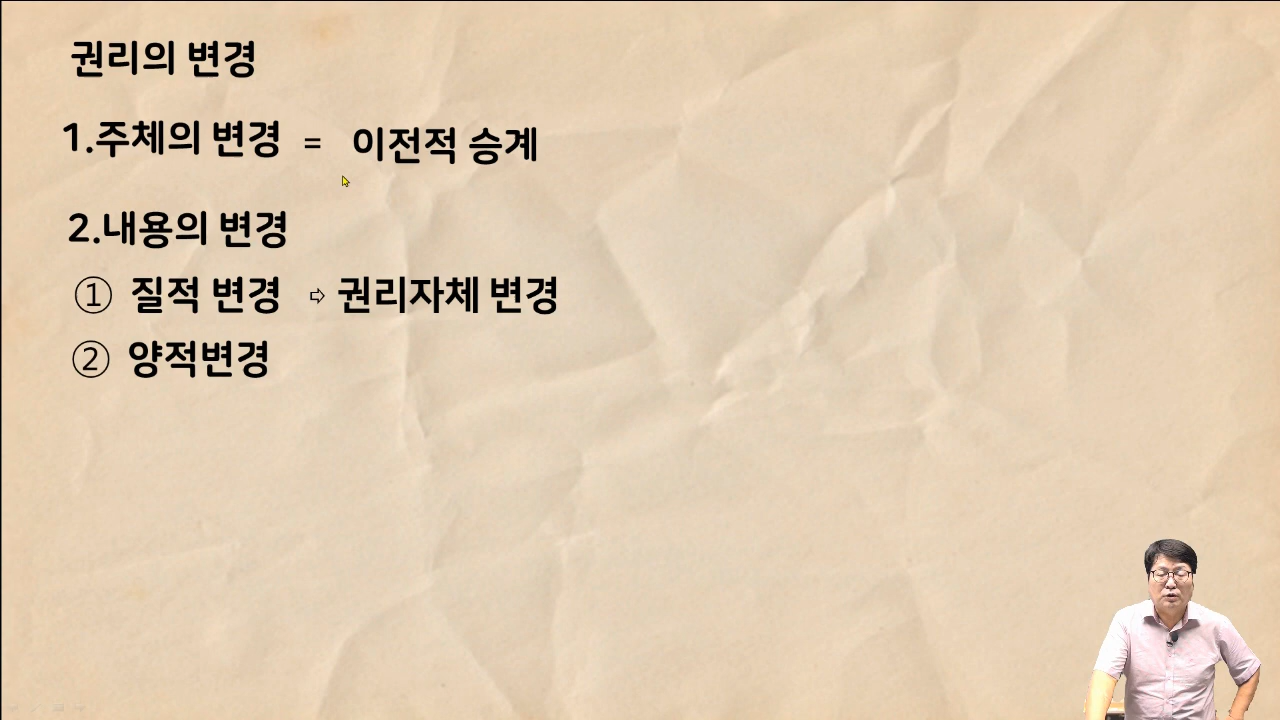 권리의 변경
1.주체의 변경 = 이전적 승계
2.내용의 변경
① 질적 변경 ⇨ 권리자체 변경
② 양적변경